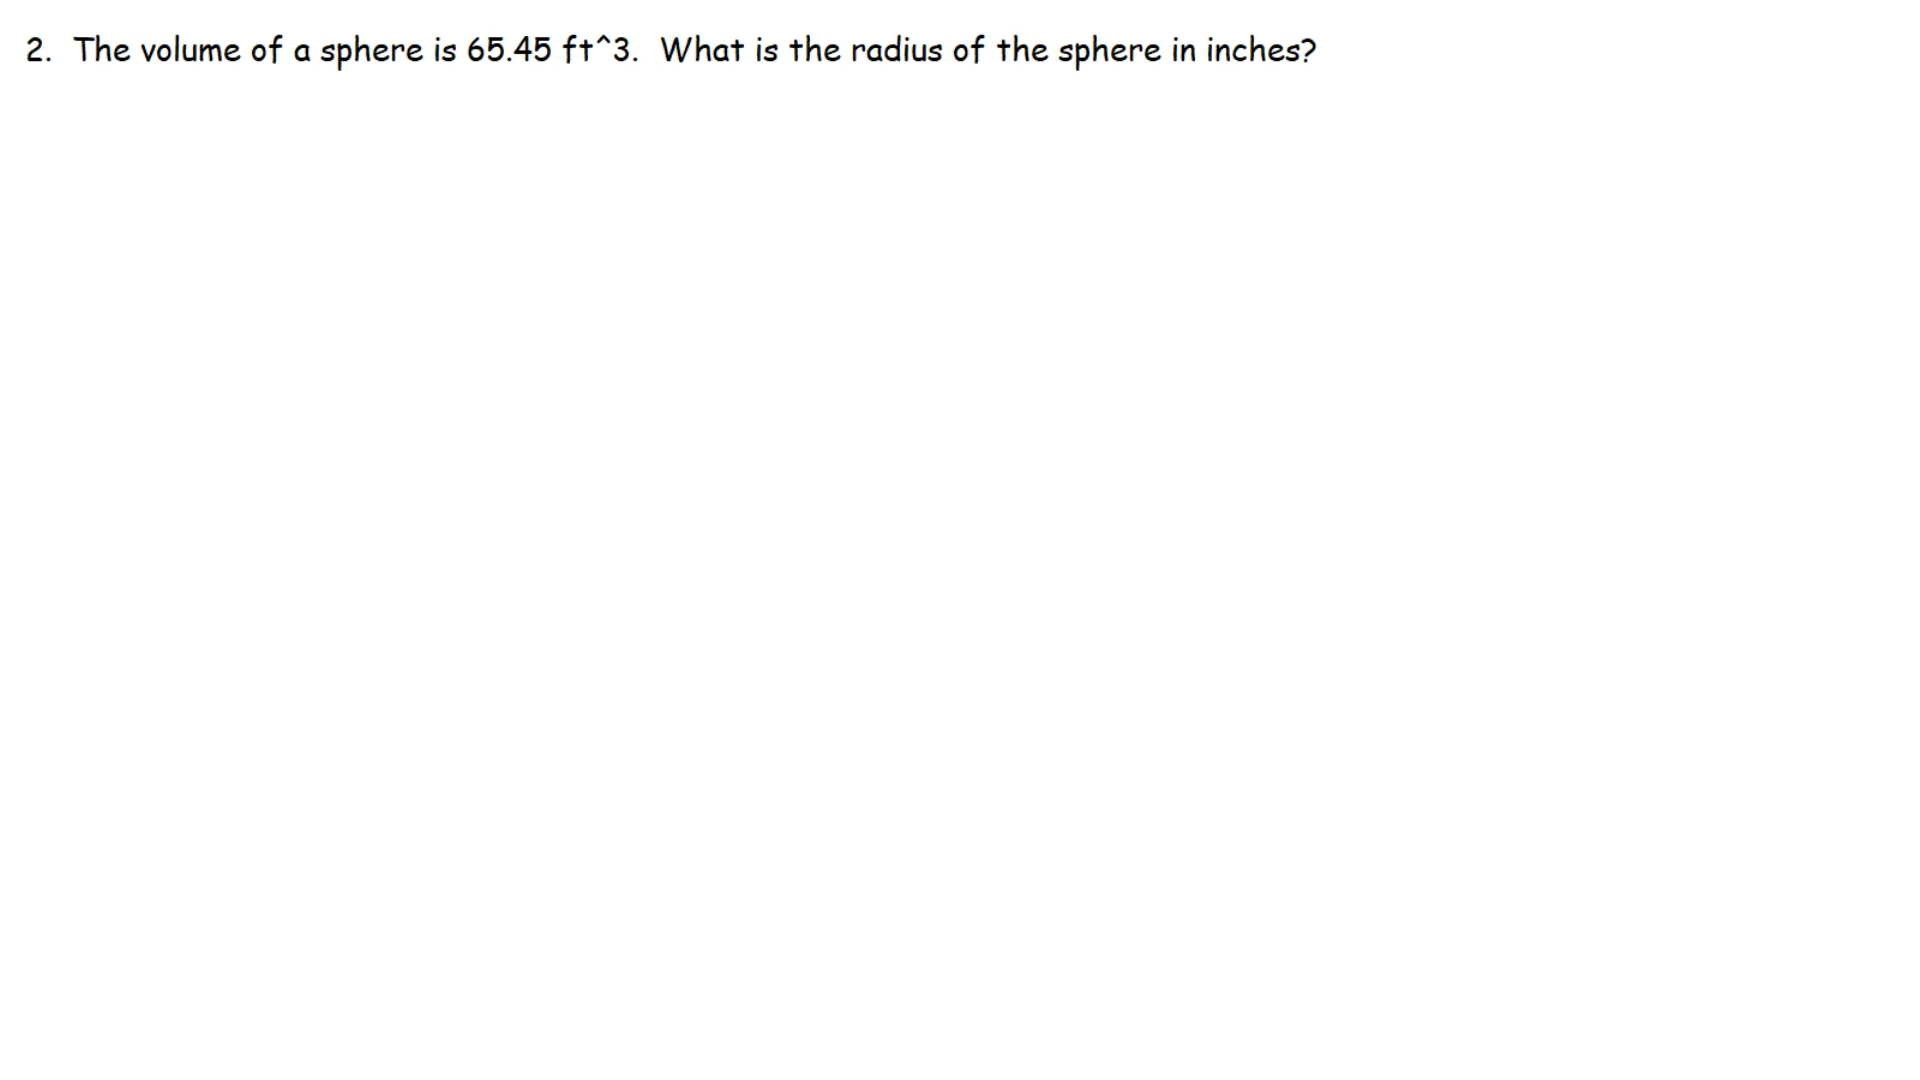 2. The volume of a sphere is 65.45 ft^3. What is the radius of the sphere in inches?